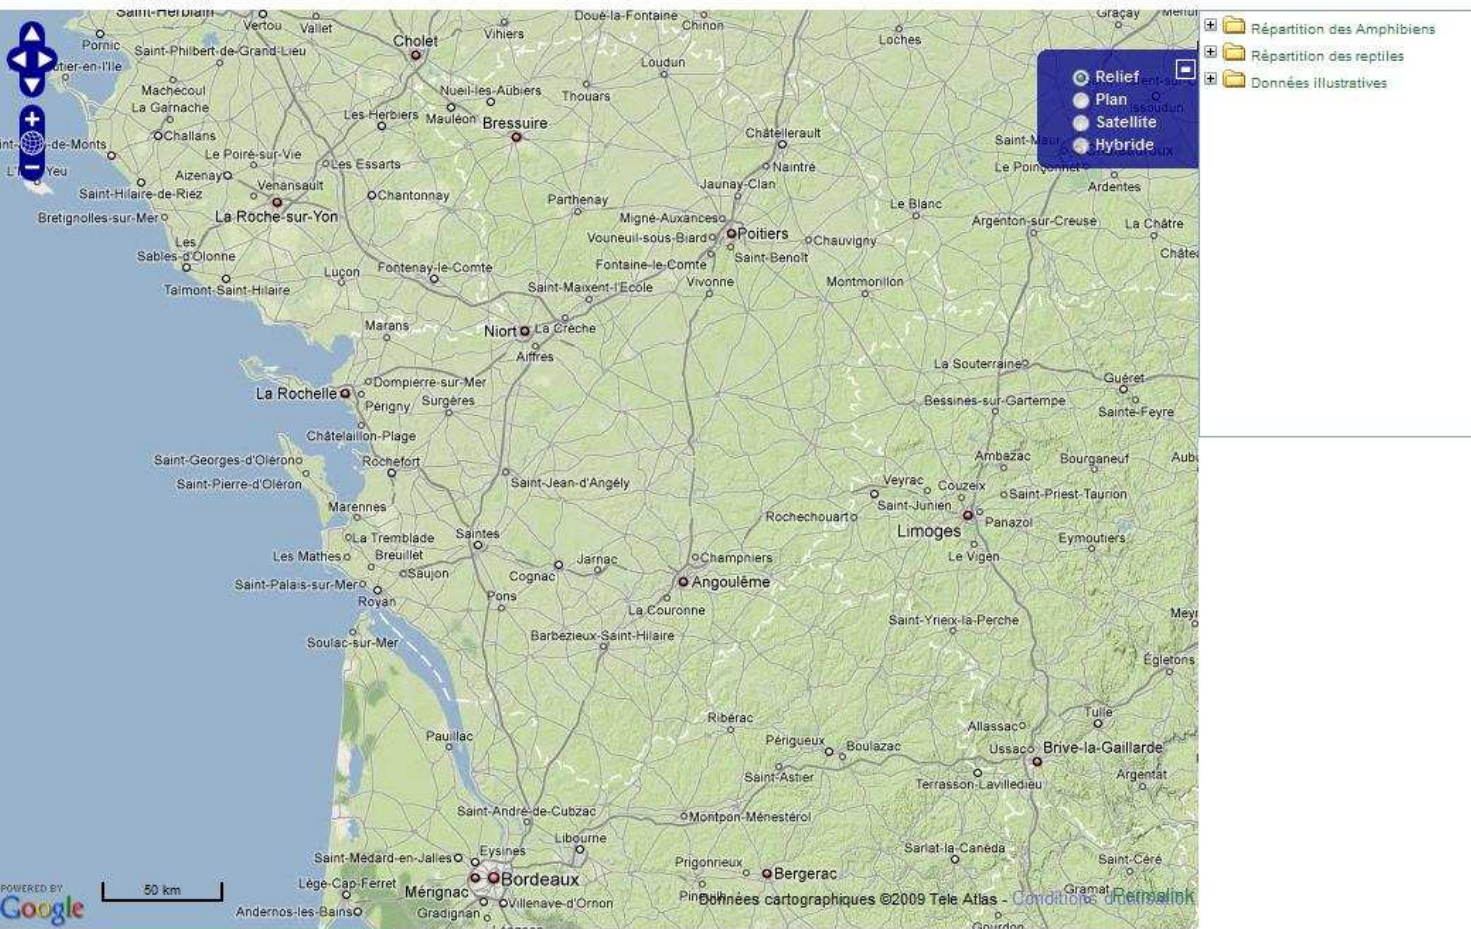 Saint-Herblain
Vertou
Vallet
Doué-la-Fontaine
Vihiers
Chinon
Graçay
Pornic
Cholet
Loches
Saint-Philbert-de-Grand-Lieu
utier-en-l'Ile
Loudun
Machecoul
Nueil-les-Aubiers
Thouars
La Garnache
Les Herbiers
Mauléon
Bressuire
Challans
Châtellerault
int-
de-Monts
Le Poiré-sur-Vie
Les Essarts
Naintré
Yeu
Aizenay
Venansault
Jaunay-Clan
Saint-Hilaire-de-Riez
Chantonnay
Parthenay
Le Blanc
Ardentes
Bretignolles-sur-Mer
La Roche-sur-Yon
Migné-Auxances
Poitiers
Argenton-sur-Creuse
La Châtre
Les
Sables-d'Olonne
Vouneuil-sous-Biard
Chauvigny
Saint-Benoît
Luçon
Fontenay-le-Comte
Fontaine-le-Comte
Talmont-Saint-Hilaire
Saint-Maixent-l'École
Vivonne
Montmorillon
Marans
Niort
La Crèche
Aiffres
La Souterraine
La Rochelle
Dompierre-sur-Mer
Guéret
Périgny
Surgères
Bessines-sur-Gartempe
Sainte-Feyre
Châtelaillon-Plage
Saint-Georges-d'Oléron
Rochefort
Ambazac
Bourganeuf
Aubu
Saint-Pierre-d'Oléron
Saint-Jean-d'Angély
Veyrac
Couzeix
Saint-Priest-Taurion
Marennes
Saint-Junien
Rochechouart
Limoges
Panazol
La Tremblade
Saintes
Eymoutiers
Les Mathes
Breuillet
Jarnac
Champniers
Le Vigen
Saujon
Cognac
Angoulême
Saint-Palais-sur-Mer
Royan
Pons
La Couronne
Saint-Yrieix-la-Perche
Meyr
Soulac-sur-Mer
Barbezieux-Saint-Hilaire
Égletons
Ribérac
Tulle
Pauillac
Périgueux
Boulazac
Allassac
Ussac
Brive-la-Gaillarde
Saint-Astier
Terrasson-Lavilledieu
Argentat
Saint-André-de-Cubzac
Montpon-Ménestérol
Libourne
Sarlat-la-Canéda
Saint-Médard-en-Jalles
Eysines
Prigonrieux
Saint-Céré
Lège-Cap-Ferret
Mérignac
Bordeaux
Bergerac
Villenave-d'Ornon
Gramat
Andernos-les-Bains
Gradignan
Gourdon
Relief
Plan
Satellite
Hybride
Répartition des Amphibiens
Répartition des reptiles
Données illustratives
POWERED BY
Google
50 km
Données cartographiques ©2009 Tele Atlas - Conditions d'utilisation
Permalink